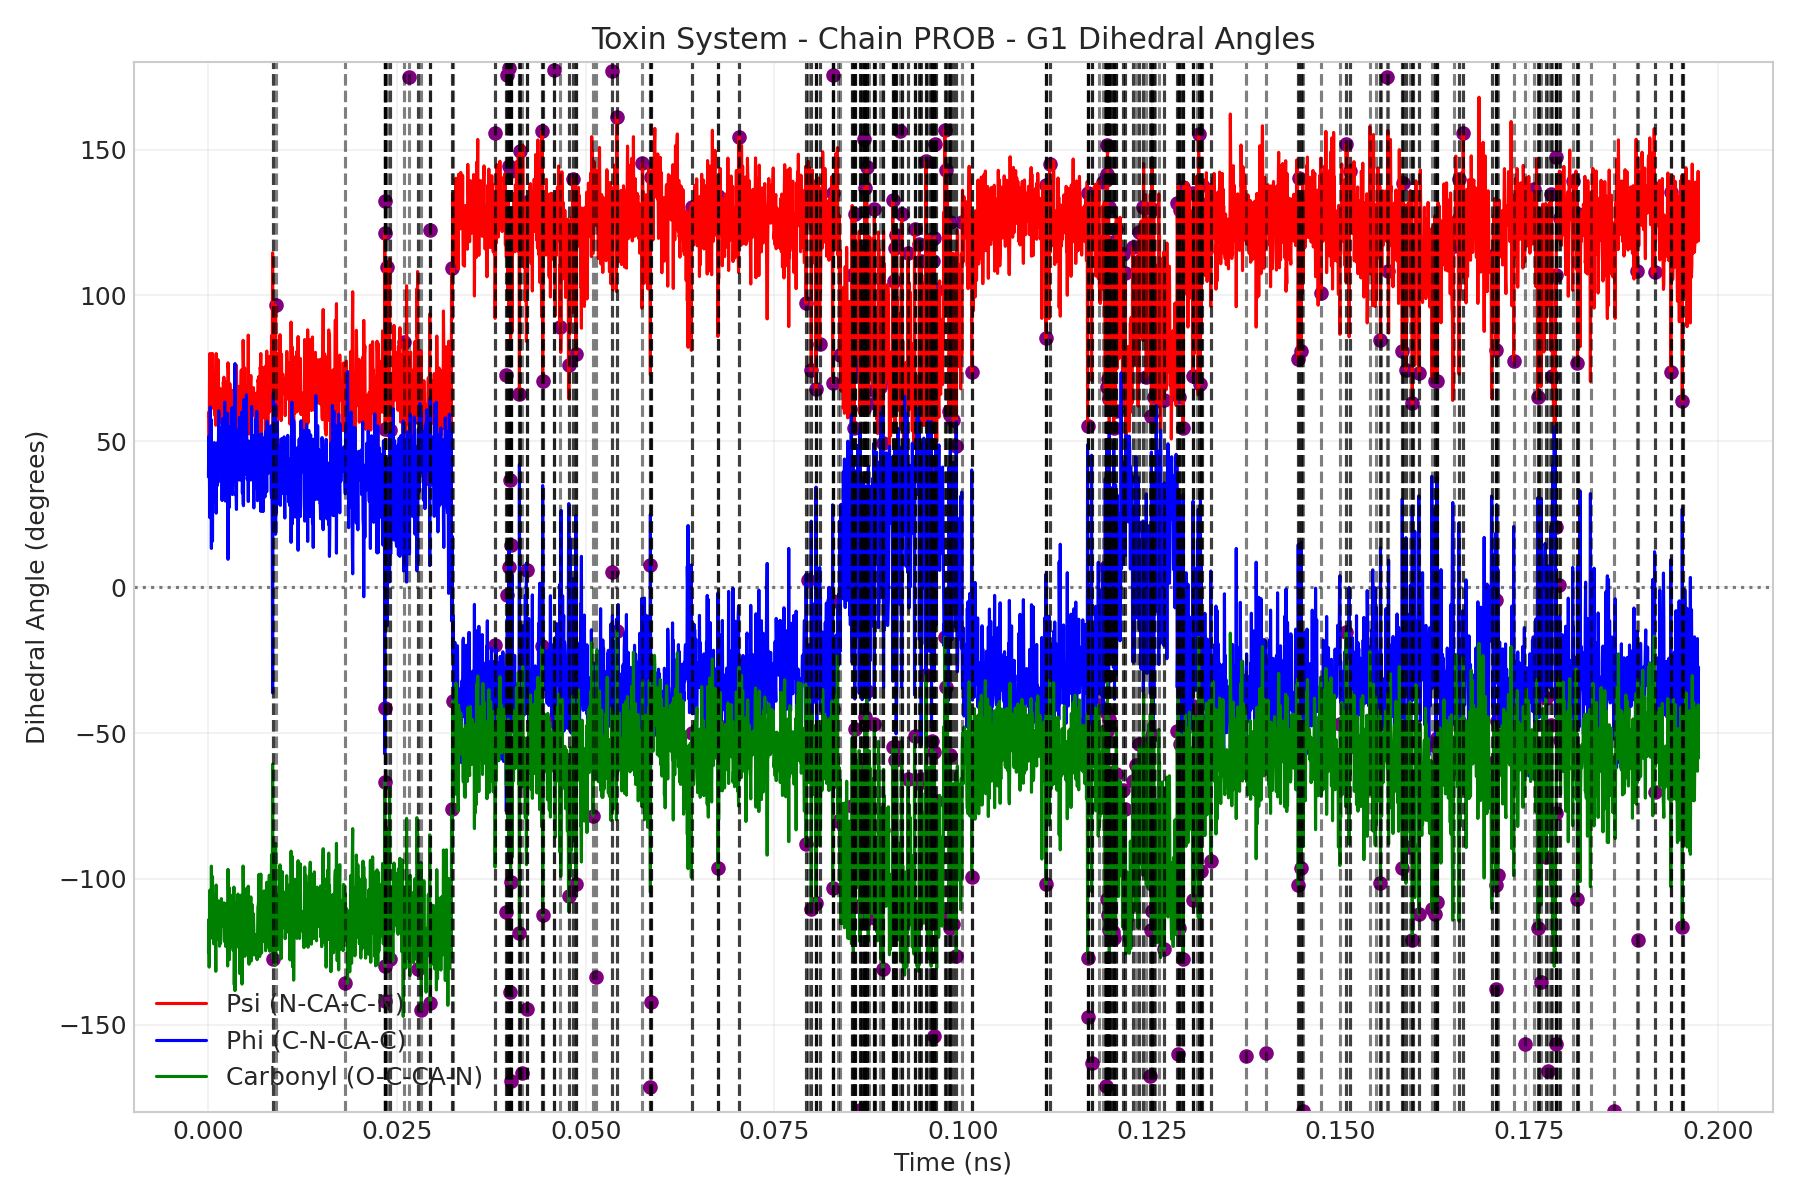 Toxin System - Chain PROB - G1 Dihedral Angles
Dihedral Angle (degrees)
150
100
50
0
−50
−100
−150
Psi (N-CA-C-N)
Phi (C-N-CA-C)
Carbonyl (O-C-CA-N)
0.000 0.025 0.050 0.075 0.100 0.125 0.150 0.175 0.200
Time (ns)